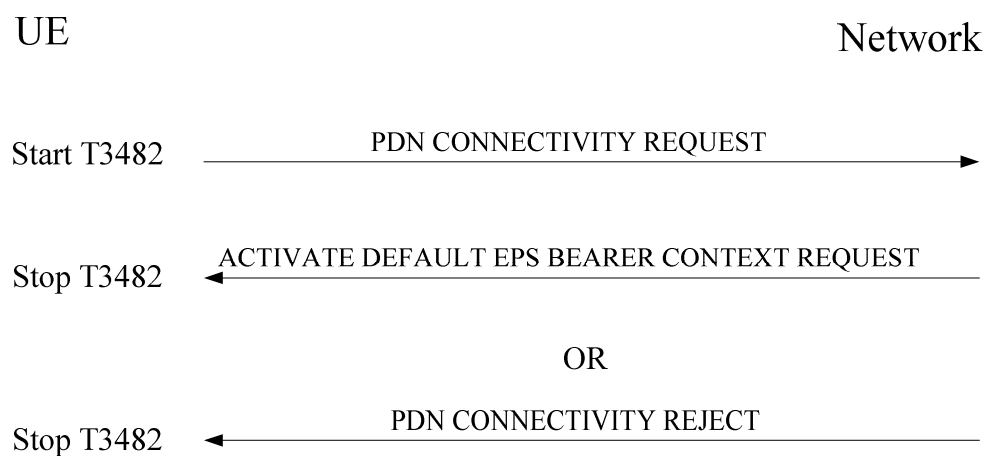 UE
Network
Start T3482
PDN CONNECTIVITY REQUEST
Stop T3482
ACTIVATE DEFAULT EPS BEARER CONTEXT REQUEST
OR
Stop T3482
PDN CONNECTIVITY REJECT